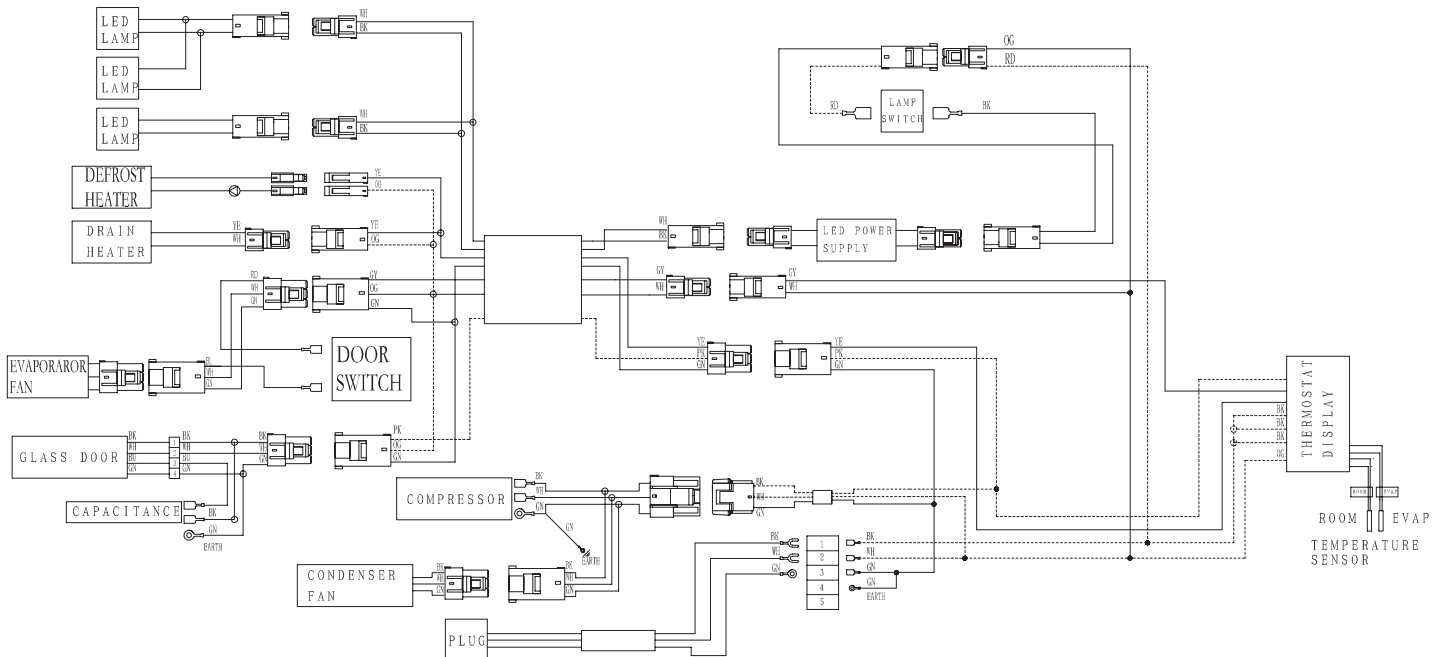 LED
LAMP
LED
LAMP
LED
LAMP
WH
BK
WH
BK
DEFROST
HEATER
YE
OG
DRAIN
HEATER
YE
WH
YE
OG
RD
WH
GN
GY
OG
GN
DOOR
SWITCH
EVAPORAROR
FAN
BL
WH
GN
GLASS DOOR
BK
WH
BU
GN
1
2
3
4
BK
WH
BU
GN
BK
WH
GN
PK
OG
GN
CAPACITANCE
BK
GN
EARTH
COMPRESSOR
BK
WH
GN
GN
EARTH
BK
WH
GN
CONDENSER
FAN
BK
WH
GN
BK
WH
GN
PLUG
BK
WH
GN
1
2
3
4
5
BK
WH
GN
GN
EARTH
OG
RD
RD
LAMP
SWITCH
BK
WH
BK
LED POWER
SUPPLY
GY
WH
GY
WH
YE
PK
GN
YE
PK
GN
THERMOSTAT
DISPLAY
BK
BK
BK
OG
ROOM
EVAP
ROOM
EVAP
TEMPERATURE
SENSOR